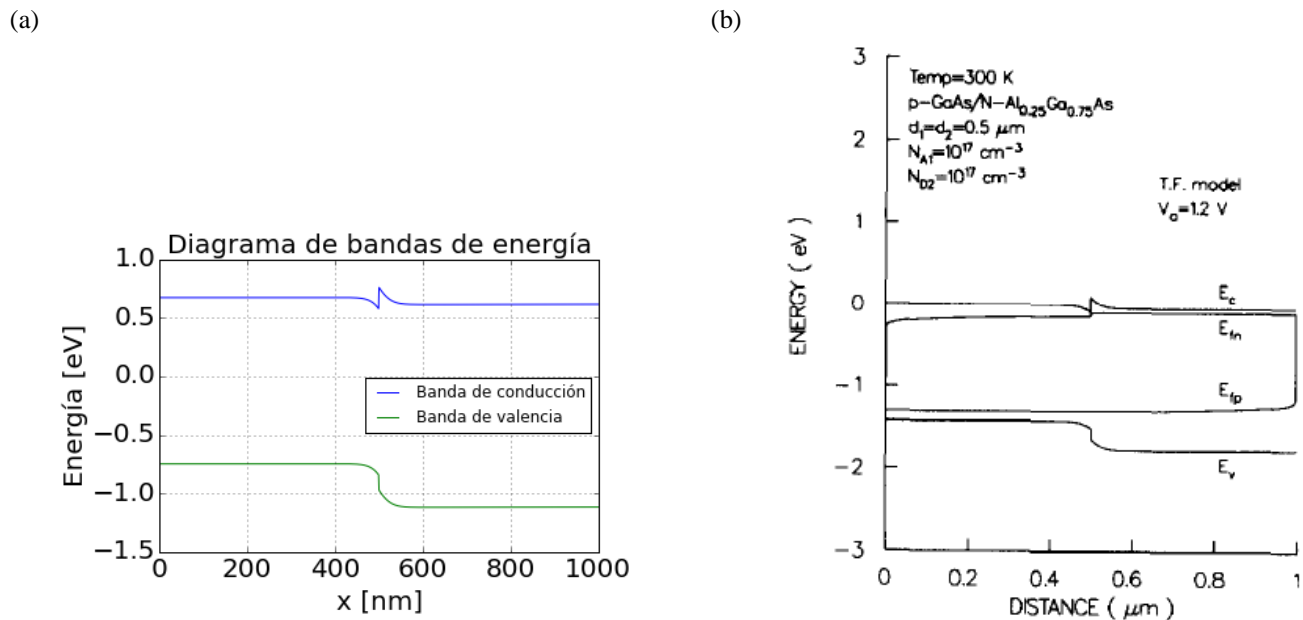 (a)
Diagrama de bandas de energía
1.0
0.5
0.0
−0.5
−1.0
−1.5
Energía [eV]
Banda de conducción
Banda de valencia
0 200 400 600 800 1000
x [nm]
(b)
3
2
1
0
−1
−2
−3
ENERGY ( eV )
Temp=300 K
p-GaAs/N-Al0.25Ga0.75As
d1=d2=0.5 μm
NA1=10^17 cm^-3
ND2=10^17 cm^-3
T.F. model
Va=1.2 V
Ec
Efn
Efp
Ev
0 0.2 0.4 0.6 0.8 1
DISTANCE ( μm )